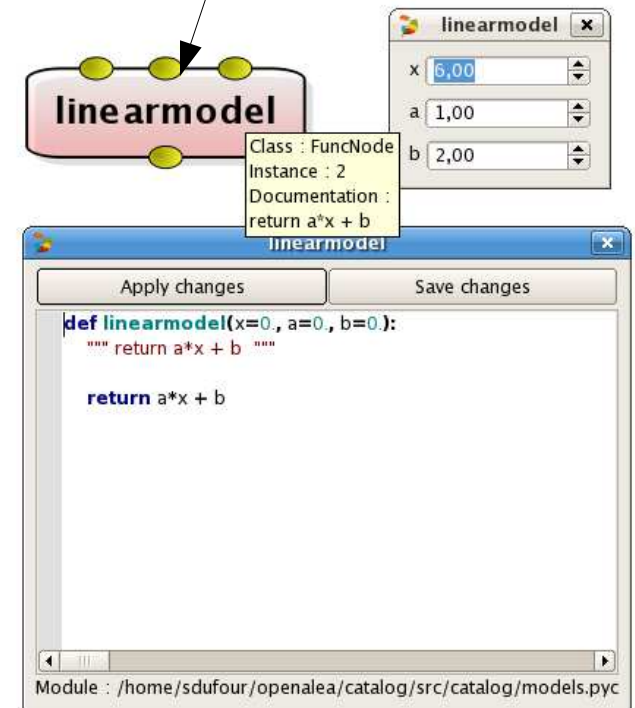 linearmodel
x 6,00
a 1,00
b 2,00
linearmodel
Class : FuncNode
Instance : 2
Documentation :
return a*x + b
linearmodel
Apply changes Save changes
def linearmodel(x=0., a=0., b=0.):
""" return a*x + b """
return a*x + b
Module : /home/sdufour/openalea/catalog/src/catalog/models.pyc